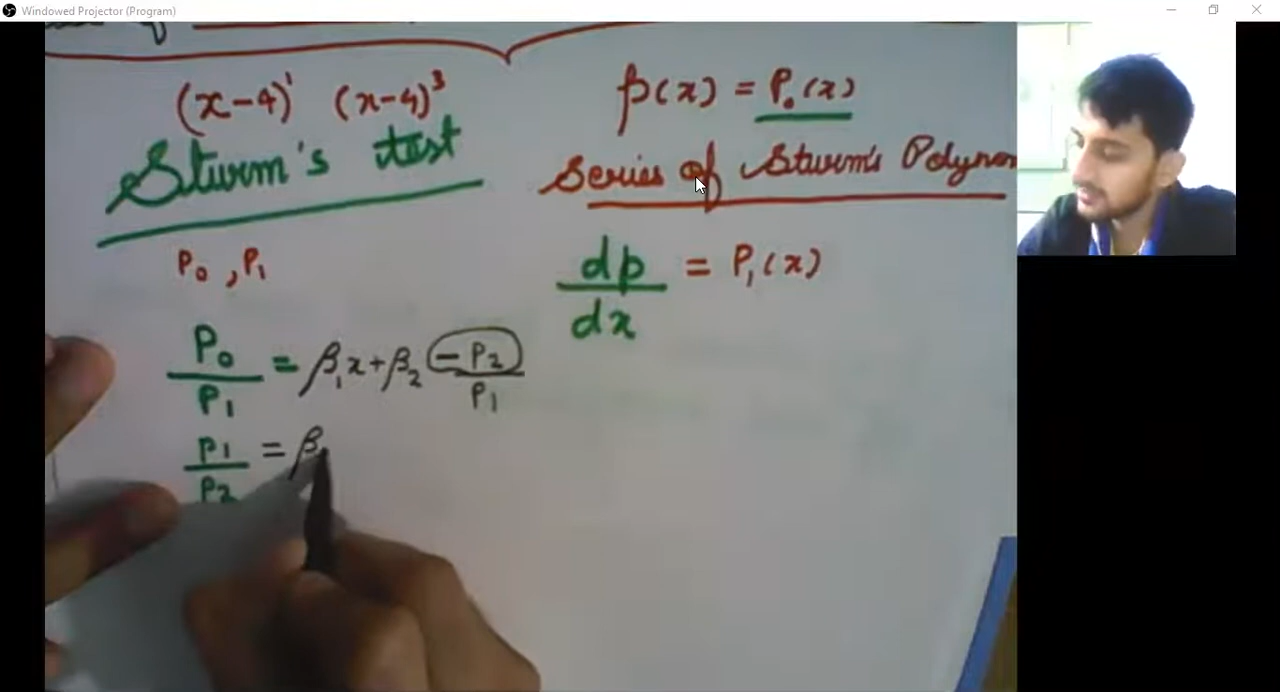 Windowed Projector (Program)
(x-4)¹ (x-4)³
p(x) = P₀(x)
Sturm's test
Series of Sturm's Polynom
P₀, P₁
dp/dx = P₁(x)
P₀/P₁ = β₁x+β₂ -P₂/P₁
P₁/P₂ = β